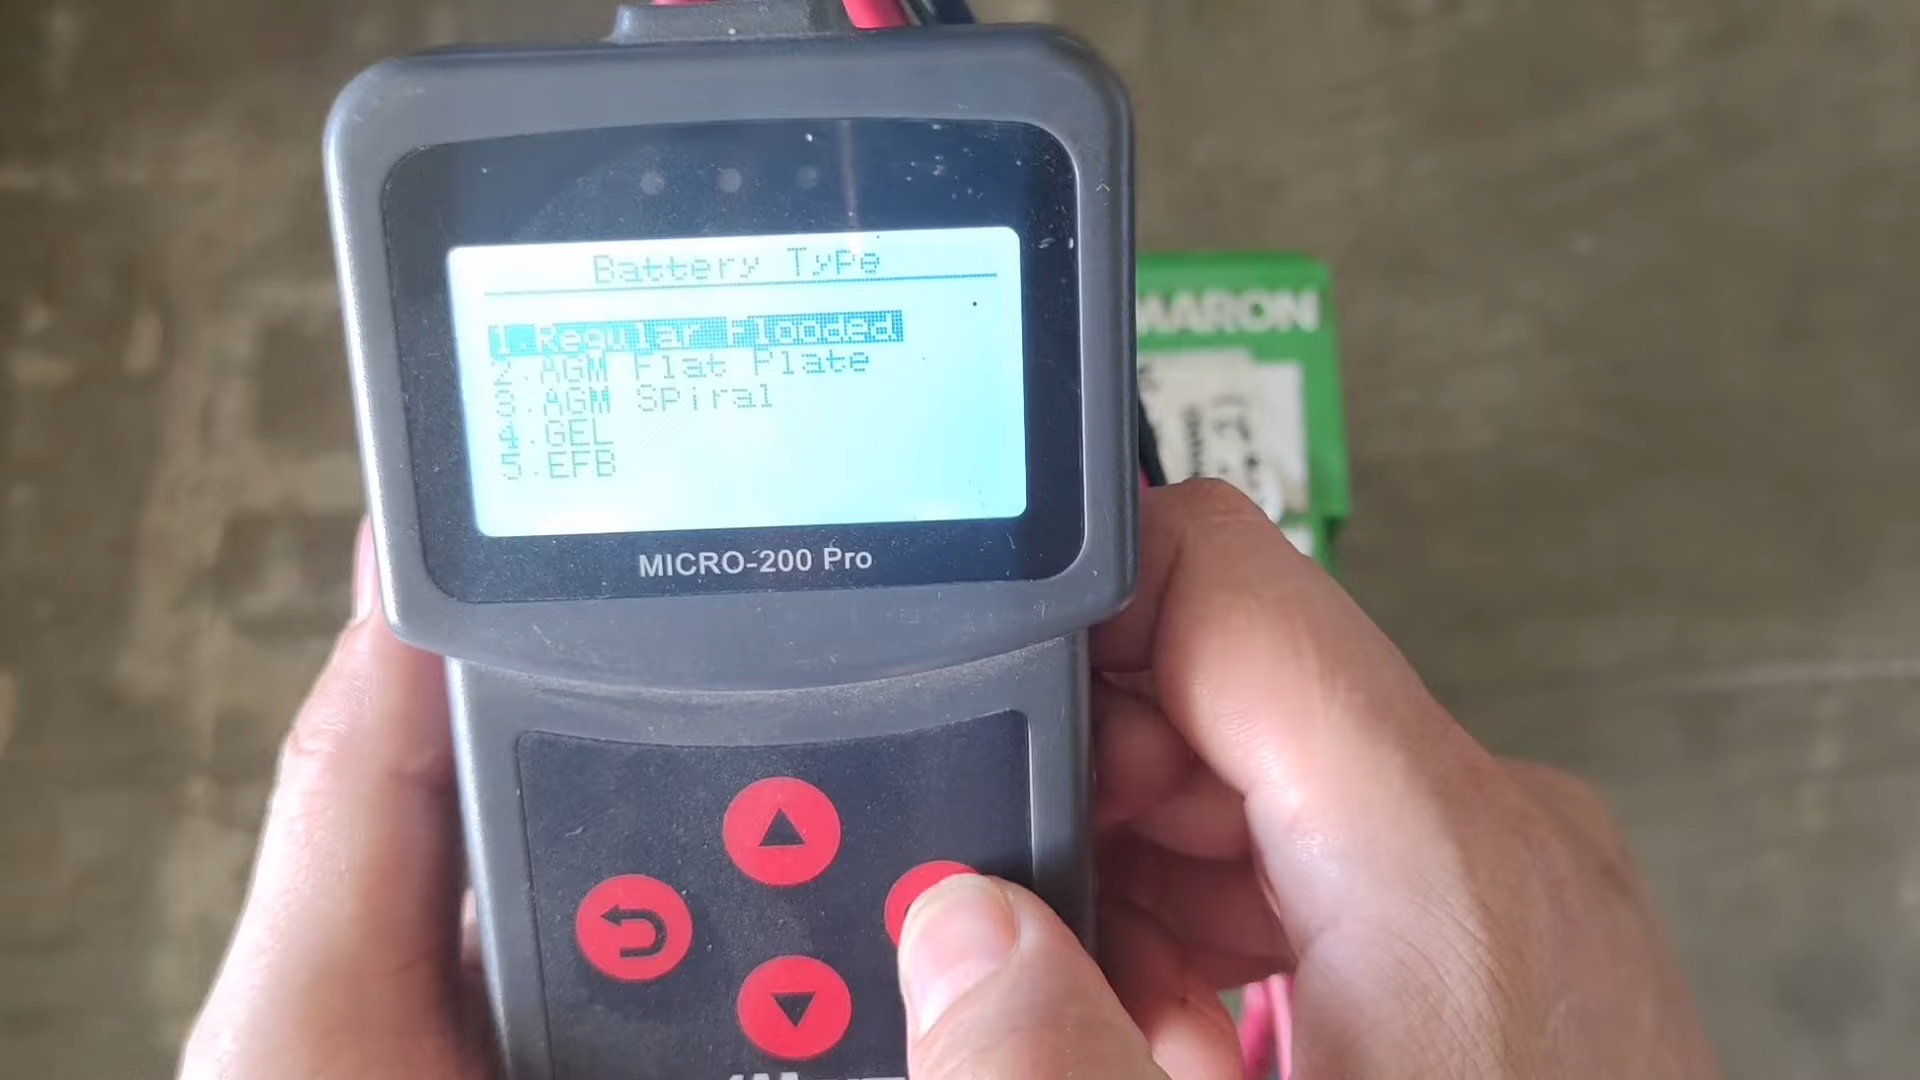 Battery Type
1.Regular Flooded
2.AGM Flat Plate
3.AGM SPiral
4.GEL
5.EFB
MICRO-200 Pro
MARON